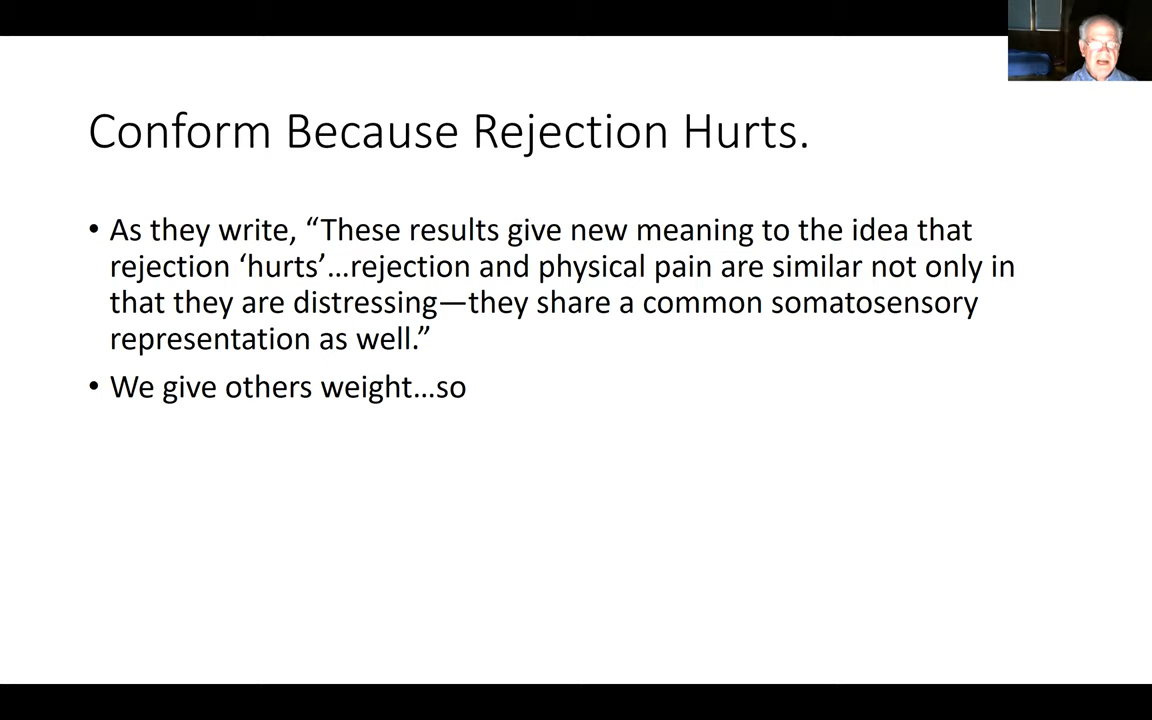 Conform Because Rejection Hurts.
• As they write, “These results give new meaning to the idea that
rejection ‘hurts’…rejection and physical pain are similar not only in
that they are distressing—they share a common somatosensory
representation as well.”
• We give others weight…so